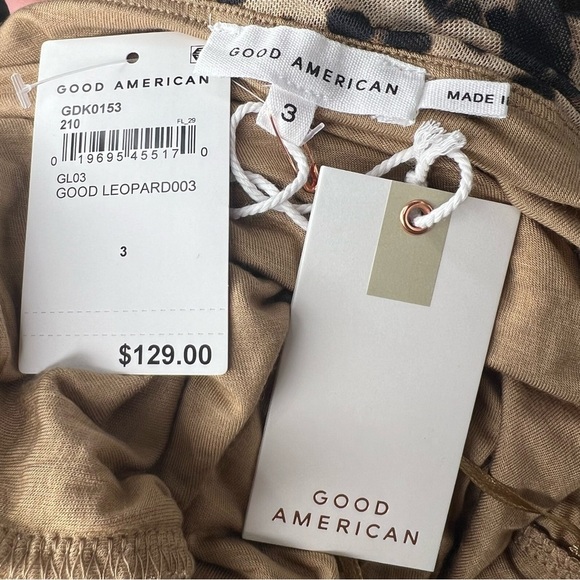 GOOD AMERICAN
GDK0153
210
FL_29
0 19695 45517 0
GL03
GOOD LEOPARD003
3
$129.00
GOOD AMERICAN
3
MADE
GOOD
AMERICAN